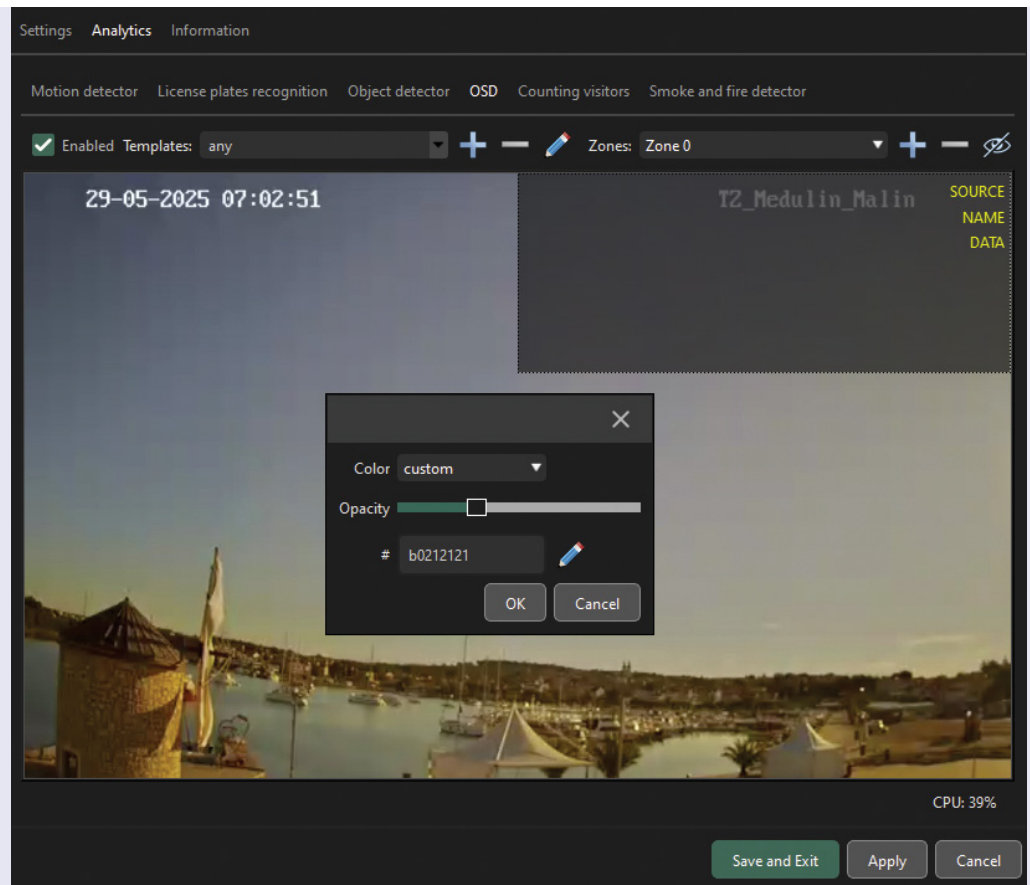 Settings Analytics Information
Motion detector License plates recognition Object detector OSD Counting visitors Smoke and fire detector
Enabled Templates: any Zones: Zone 0
29-05-2025 07:02:51 TZ_Medulin_Malin SOURCE
NAME
DATA
Color custom
Opacity
# b0212121
OK Cancel
CPU: 39%
Save and Exit Apply Cancel